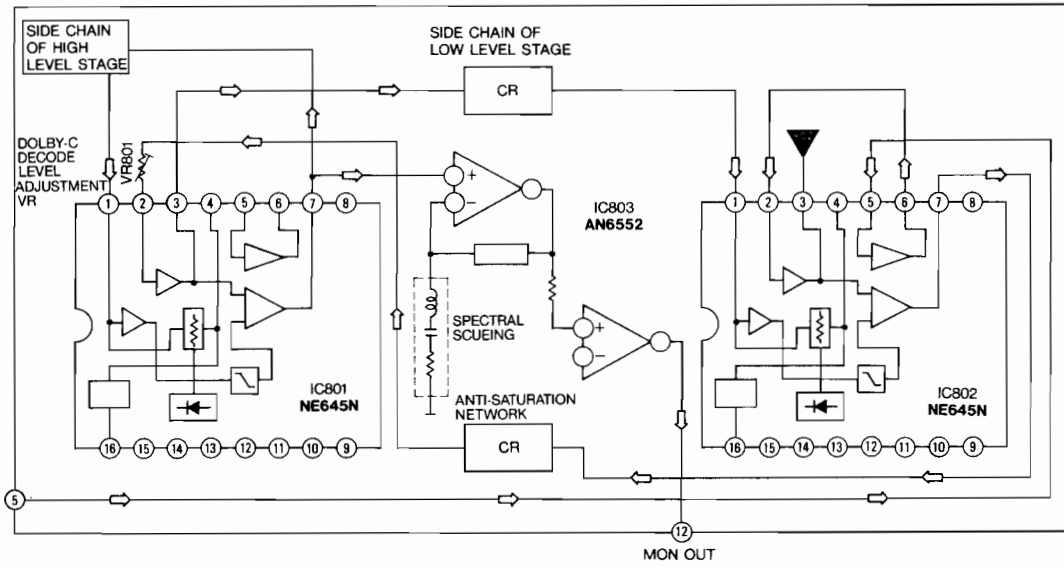 SIDE CHAIN
OF HIGH
LEVEL STAGE
SIDE CHAIN OF
LOW LEVEL STAGE
CR
DOLBY-C
DECODE
LEVEL
ADJUSTMENT
VR
VR801
1 2 3 4 5 6 7 8
+
−
IC803
AN6552
1 2 3 4 5 6 7 8
SPECTRAL
SCUEING
+
−
IC801
NE645N
ANTI-SATURATION
NETWORK
IC802
NE645N
16 15 14 13 12 11 10 9
CR
16 15 14 13 12 11 10 9
5
12
MON OUT